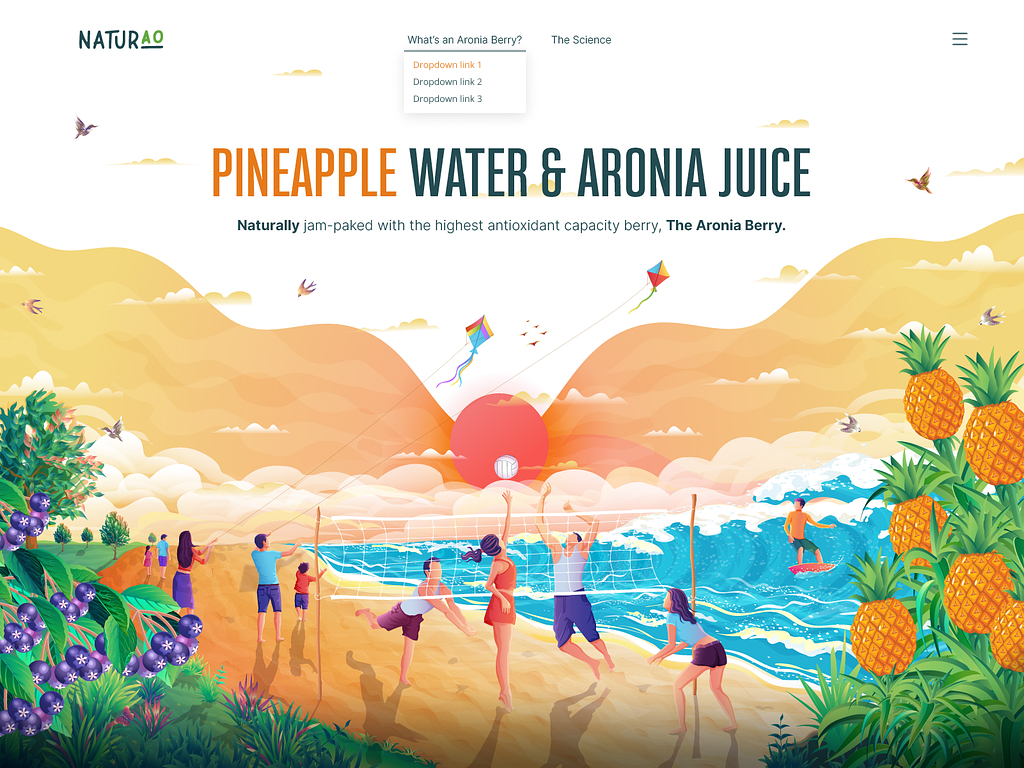 NATURAO
What's an Aronia Berry?
The Science
Dropdown link 1
Dropdown link 2
Dropdown link 3
PINEAPPLE WATER & ARONIA JUICE
Naturally jam-paked with the highest antioxidant capacity berry, The Aronia Berry.